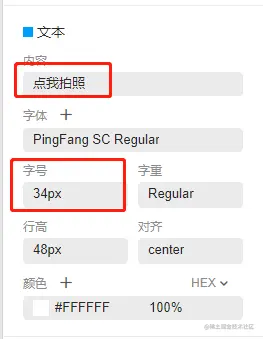 文本
内容
点我拍照
字体 +
PingFang SC Regular
字号 字重
34px Regular
行高 对齐
48px center
颜色 + HEX
#FFFFFF 100%
@稀土掘金技术社区